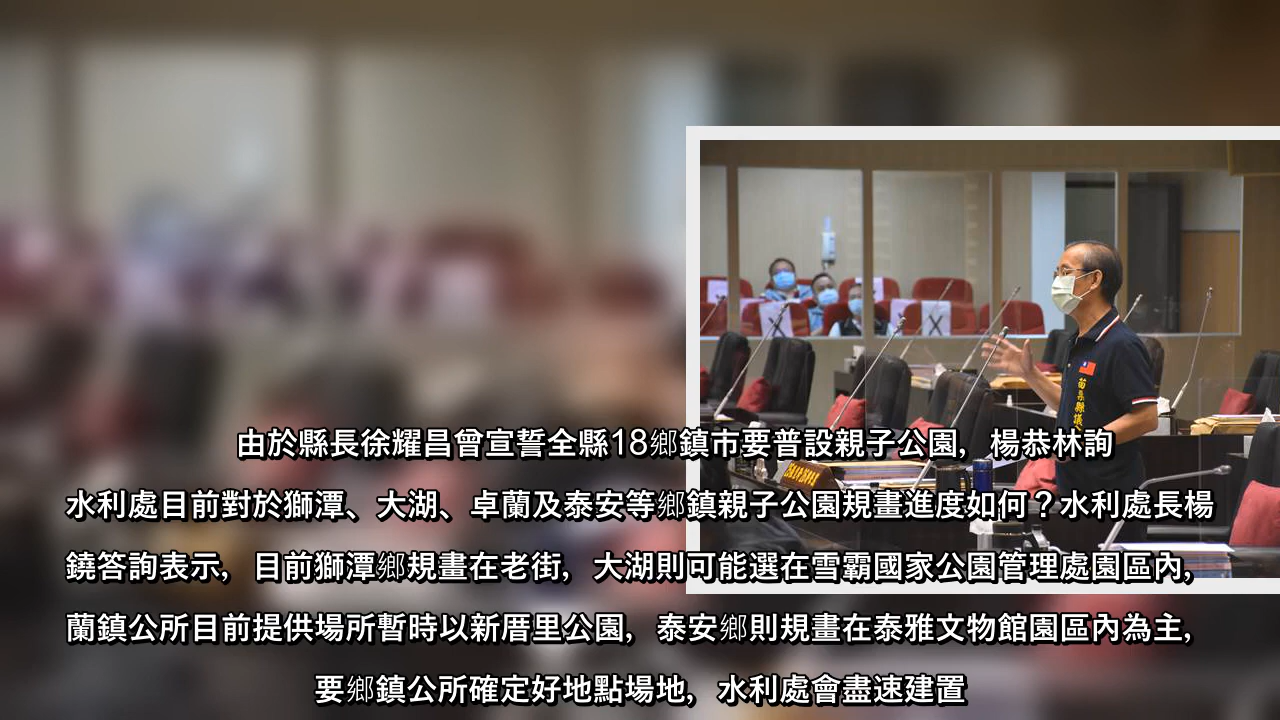 苗栗縣議
由於縣長徐耀昌曾宣誓全縣18鄉鎮市要普設親子公園，楊恭林詢
水利處目前對於獅潭、大湖、卓蘭及泰安等鄉鎮親子公園規畫進度如何？水利處長楊
鐃答詢表示，目前獅潭鄉規畫在老街，大湖則可能選在雪霸國家公園管理處園區內，
蘭鎮公所目前提供場所暫時以新厝里公園，泰安鄉則規畫在泰雅文物館園區內為主，
要鄉鎮公所確定好地點場地，水利處會盡速建置